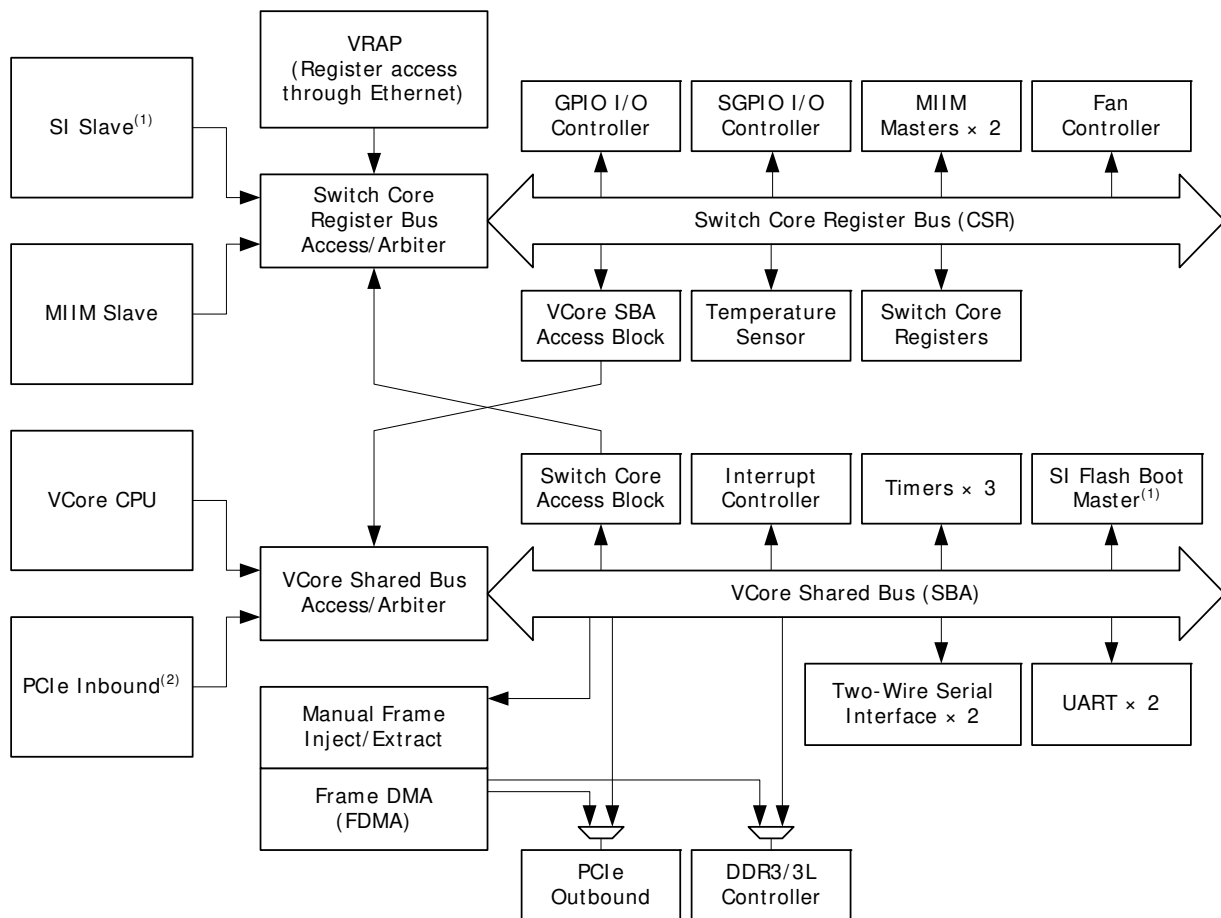 VRAP
(Register access
through Ethernet)
SI Slave(1)
GPIO I/O
Controller
SGPIO I/O
Controller
MIIM
Masters × 2
Fan
Controller
Switch Core
Register Bus
Access/Arbiter
Switch Core Register Bus (CSR)
MIIM Slave
VCore SBA
Access Block
Temperature
Sensor
Switch Core
Registers
VCore CPU
Switch Core
Access Block
Interrupt
Controller
Timers × 3
SI Flash Boot
Master(1)
VCore Shared Bus
Access/Arbiter
VCore Shared Bus (SBA)
PCIe Inbound(2)
Manual Frame
Inject/Extract
Two-Wire Serial
Interface × 2
UART × 2
Frame DMA
(FDMA)
PCIe
Outbound
DDR3/3L
Controller